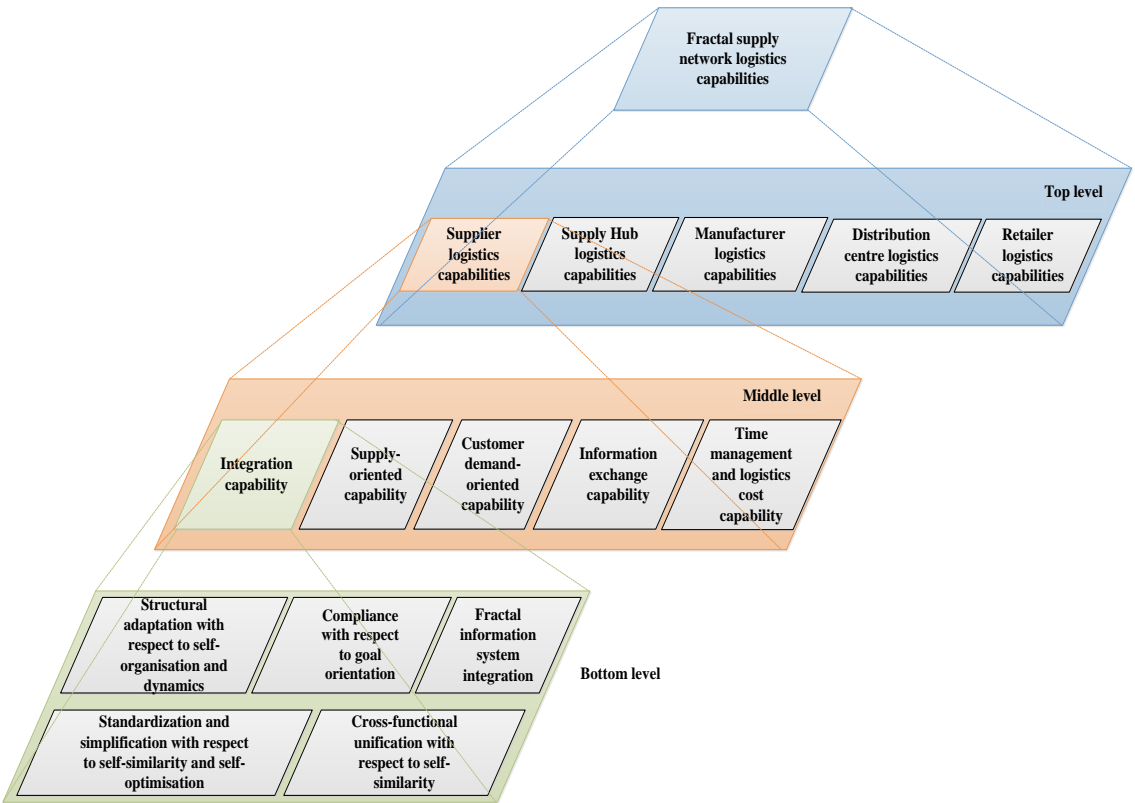 Fractal supply
network logistics
capabilities
Top level
Supplier
logistics
capabilities
Supply Hub
logistics
capabilities
Manufacturer
logistics
capabilities
Distribution
centre logistics
capabilities
Retailer
logistics
capabilities
Middle level
Integration
capability
Supply-
oriented
capability
Customer
demand-
oriented
capability
Information
exchange
capability
Time
management
and logistics
cost
capability
Structural
adaptation with
respect to self-
organisation and
dynamics
Compliance
with respect
to goal
orientation
Fractal
information
system
integration
Bottom level
Standardization and
simplification with respect
to self-similarity and self-
optimisation
Cross-functional
unification with
respect to self-
similarity